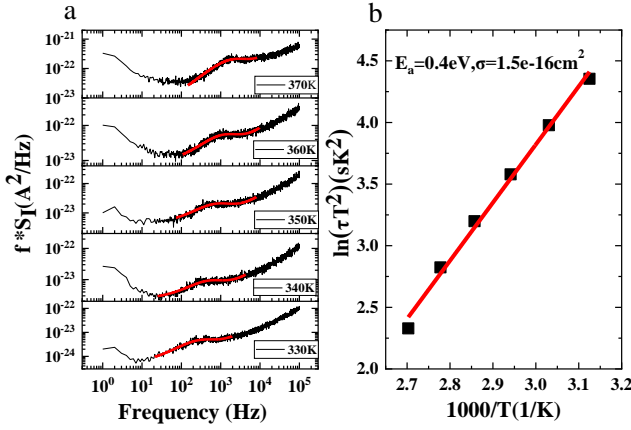 a
f*S_I(A^2/Hz)
10^-21
10^-22
10^-23
370K
10^-22
10^-23
360K
10^-22
10^-23
350K
10^-22
10^-23
340K
10^-22
10^-23
10^-24
330K
10^0 10^1 10^2 10^3 10^4 10^5
Frequency (Hz)
b
E_a=0.4eV,σ=1.5e-16cm^2
ln(τT^2)(sK^2)
4.5
4.0
3.5
3.0
2.5
2.0
2.7 2.8 2.9 3.0 3.1 3.2
1000/T(1/K)